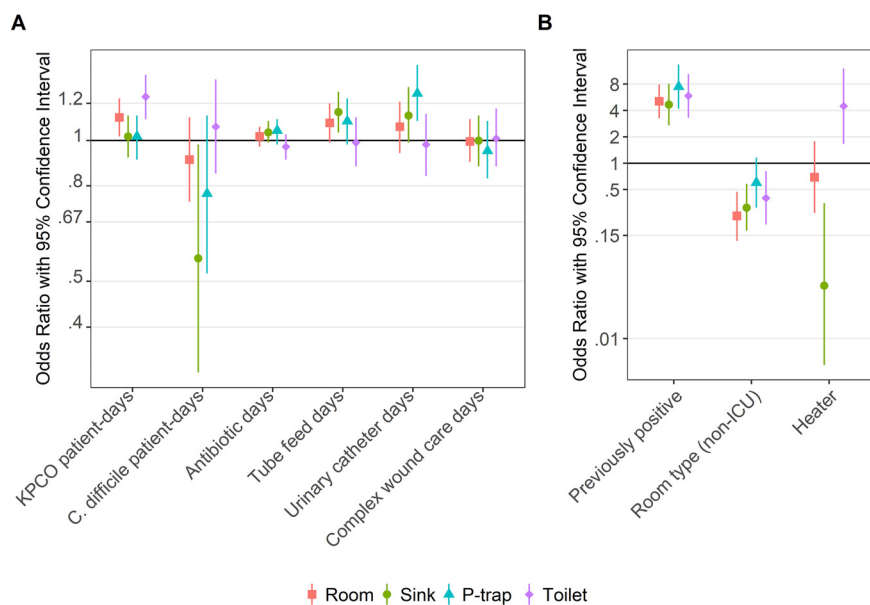 A
B
Odds Ratio with 95% Confidence Interval
1.2
1
.8
.67
.5
.4
KPCO patient-days
C. difficile patient-days
Antibiotic days
Tube feed days
Urinary catheter days
Complex wound care days
Odds Ratio with 95% Confidence Interval
8
4
2
1
0.5
0.15
.01
Previously positive
Room type (non-ICU)
Heater
Room Sink P-trap Toilet